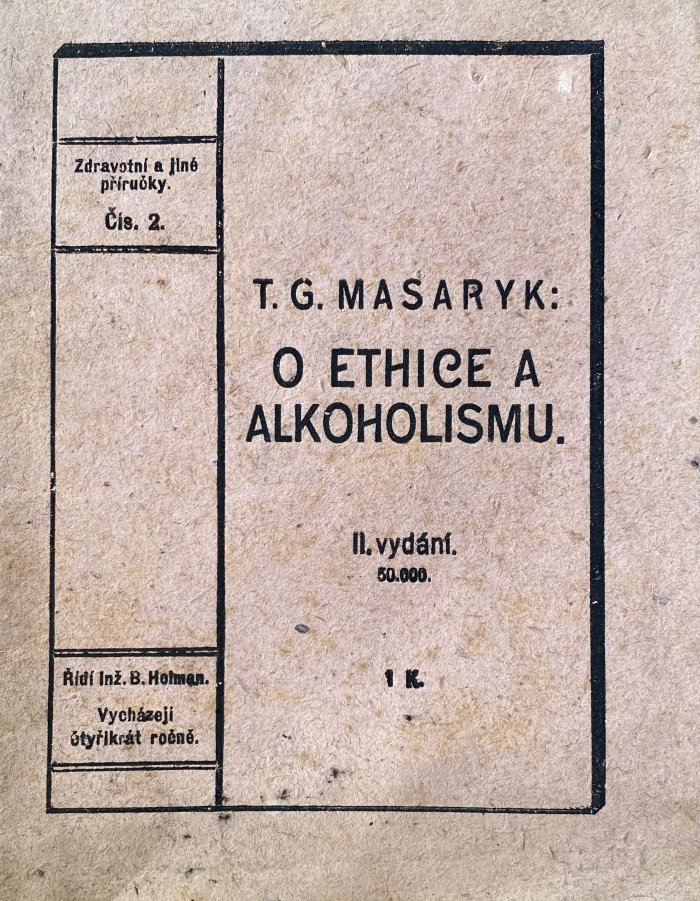 Zdravotní a jiné
příručky.
Čís. 2.
T. G. MASARYK:
O ETHICE A
ALKOHOLISMU.
II. vydání.
50.000.
1 K.
Řídí Inž. B. Holman.
Vycházejí
čtyřikrát ročně.